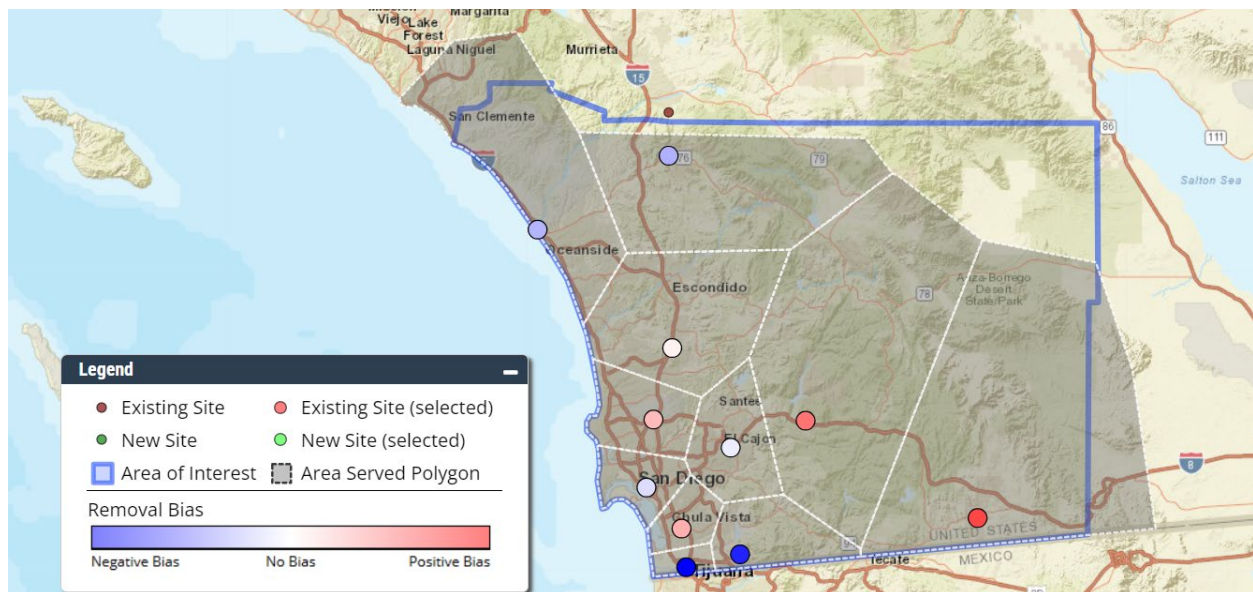 Mission
Viejo
Margarita
Lake
Forest
Laguna Niguel
Murrieta
15
San Clemente
5
76
79
86
111
Salton Sea
Oceanside
Escondido
78
Anza-Borrego
Desert
State/Park
Santee
El Cajon
8
San Diego
Chula Vista
94
UNITED STATES
MEXICO
Tecate
Tijuana
2D
Legend
Existing Site
Existing Site (selected)
New Site
New Site (selected)
Area of Interest
Area Served Polygon
Removal Bias
Negative Bias
No Bias
Positive Bias